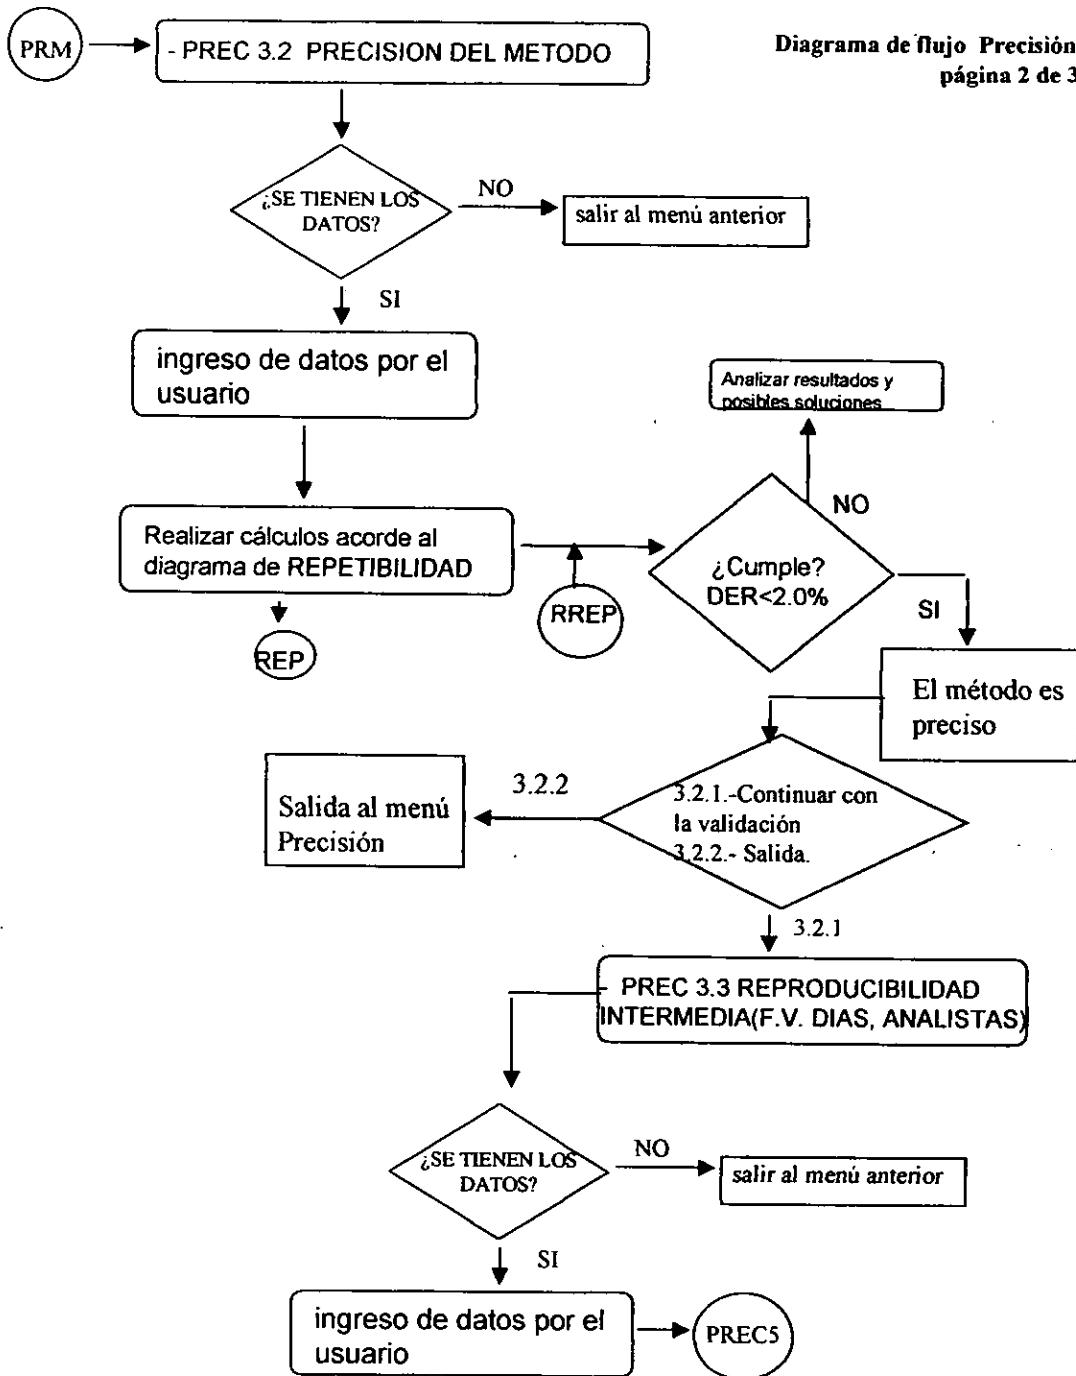 Diagrama de flujo Precisión
página 2 de 3
PRM
- PREC 3.2 PRECISION DEL METODO
¿SE TIENEN LOS
DATOS?
NO
salir al menú anterior
SI
ingreso de datos por el
usuario
Analizar resultados y
posibles soluciones
Realizar cálculos acorde al
diagrama de REPETIBILIDAD
REP
RREP
¿Cumple?
DER<2.0%
NO
SI
El método es
preciso
3.2.1.-Continuar con
la validación
3.2.2.- Salida.
3.2.2
Salida al menú
Precisión
3.2.1
PREC 3.3 REPRODUCIBILIDAD
INTERMEDIA(F.V. DIAS, ANALISTAS)
¿SE TIENEN LOS
DATOS?
NO
salir al menú anterior
SI
ingreso de datos por el
usuario
PREC5